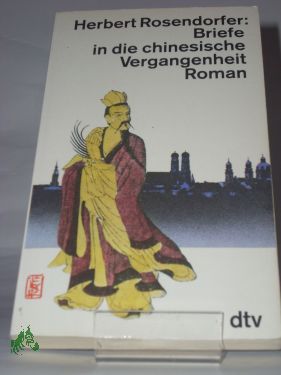 Herbert Rosendorfer:
Briefe
in die chinesische
Vergangenheit
Roman
dtv